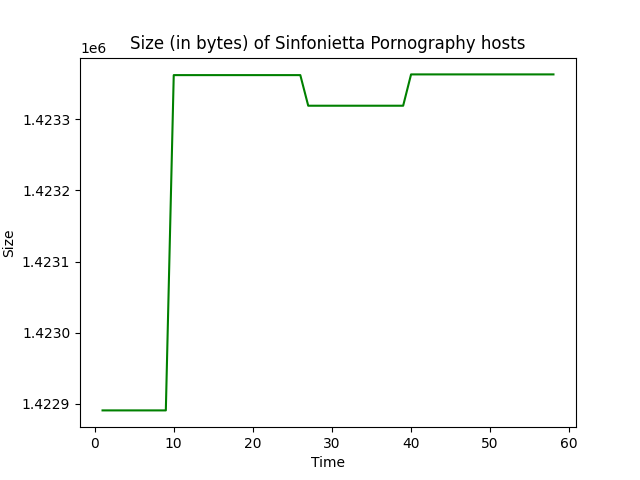 Size (in bytes) of Sinfonietta Pornography hosts
1e6
1.4233
1.4232
1.4231
1.4230
1.4229
Size
0 10 20 30 40 50 60
Time